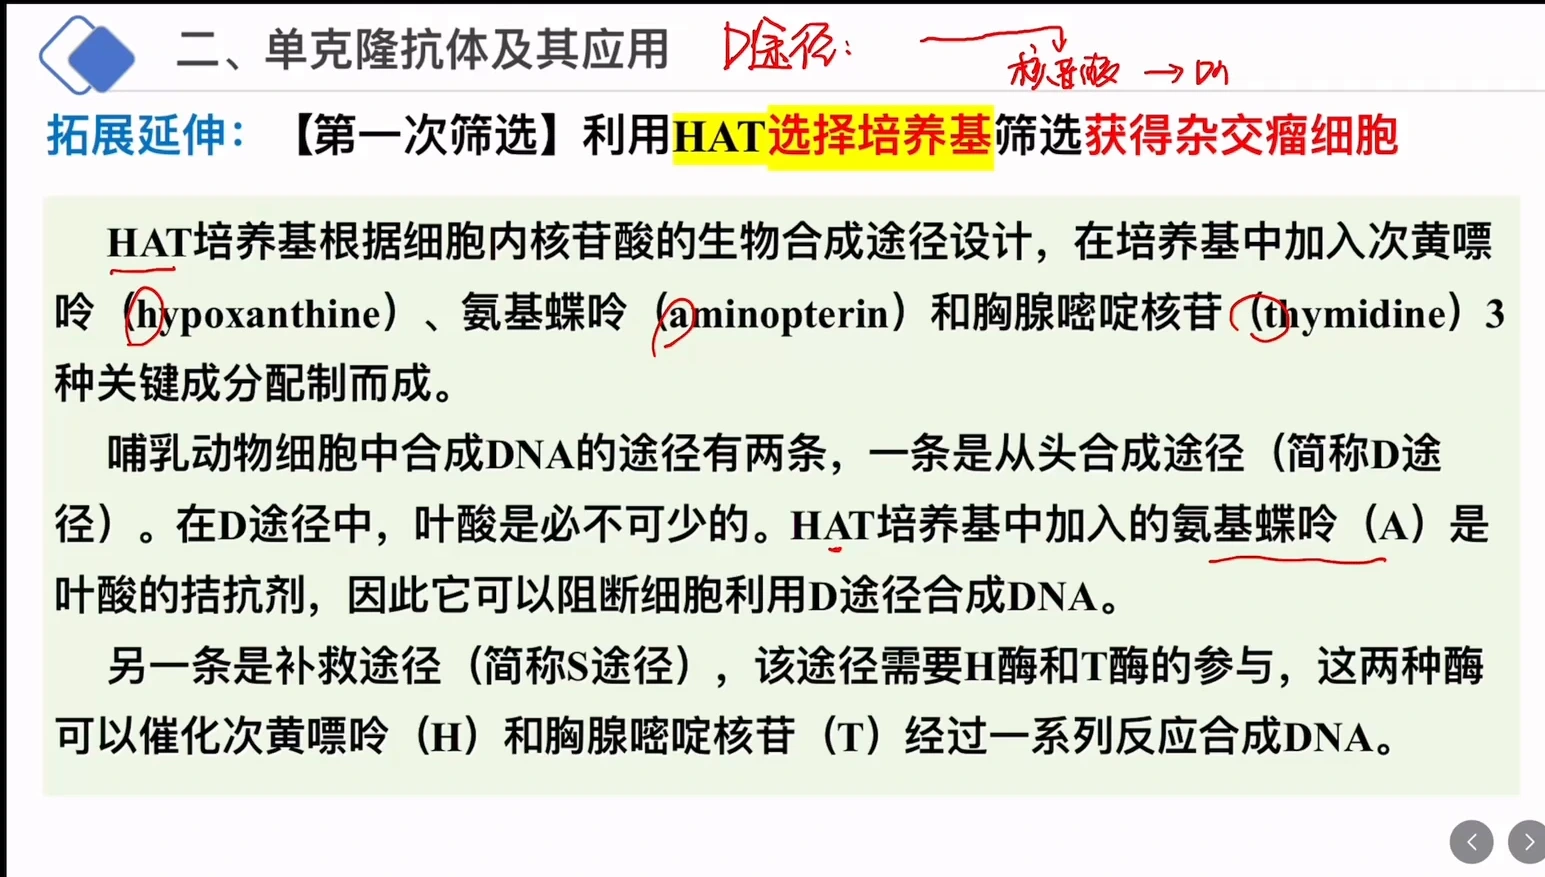 二、单克隆抗体及其应用 D途径：
核苷酸 → DN
拓展延伸：【第一次筛选】利用HAT选择培养基筛选获得杂交瘤细胞
HAT培养基根据细胞内核苷酸的生物合成途径设计，在培养基中加入次黄嘌
呤（hypoxanthine）、氨基蝶呤（aminopterin）和胸腺嘧啶核苷（thymidine）3
种关键成分配制而成。
哺乳动物细胞中合成DNA的途径有两条，一条是从头合成途径（简称D途
径）。在D途径中，叶酸是必不可少的。HAT培养基中加入的氨基蝶呤（A）是
叶酸的拮抗剂，因此它可以阻断细胞利用D途径合成DNA。
另一条是补救途径（简称S途径），该途径需要H酶和T酶的参与，这两种酶
可以催化次黄嘌呤（H）和胸腺嘧啶核苷（T）经过一系列反应合成DNA。